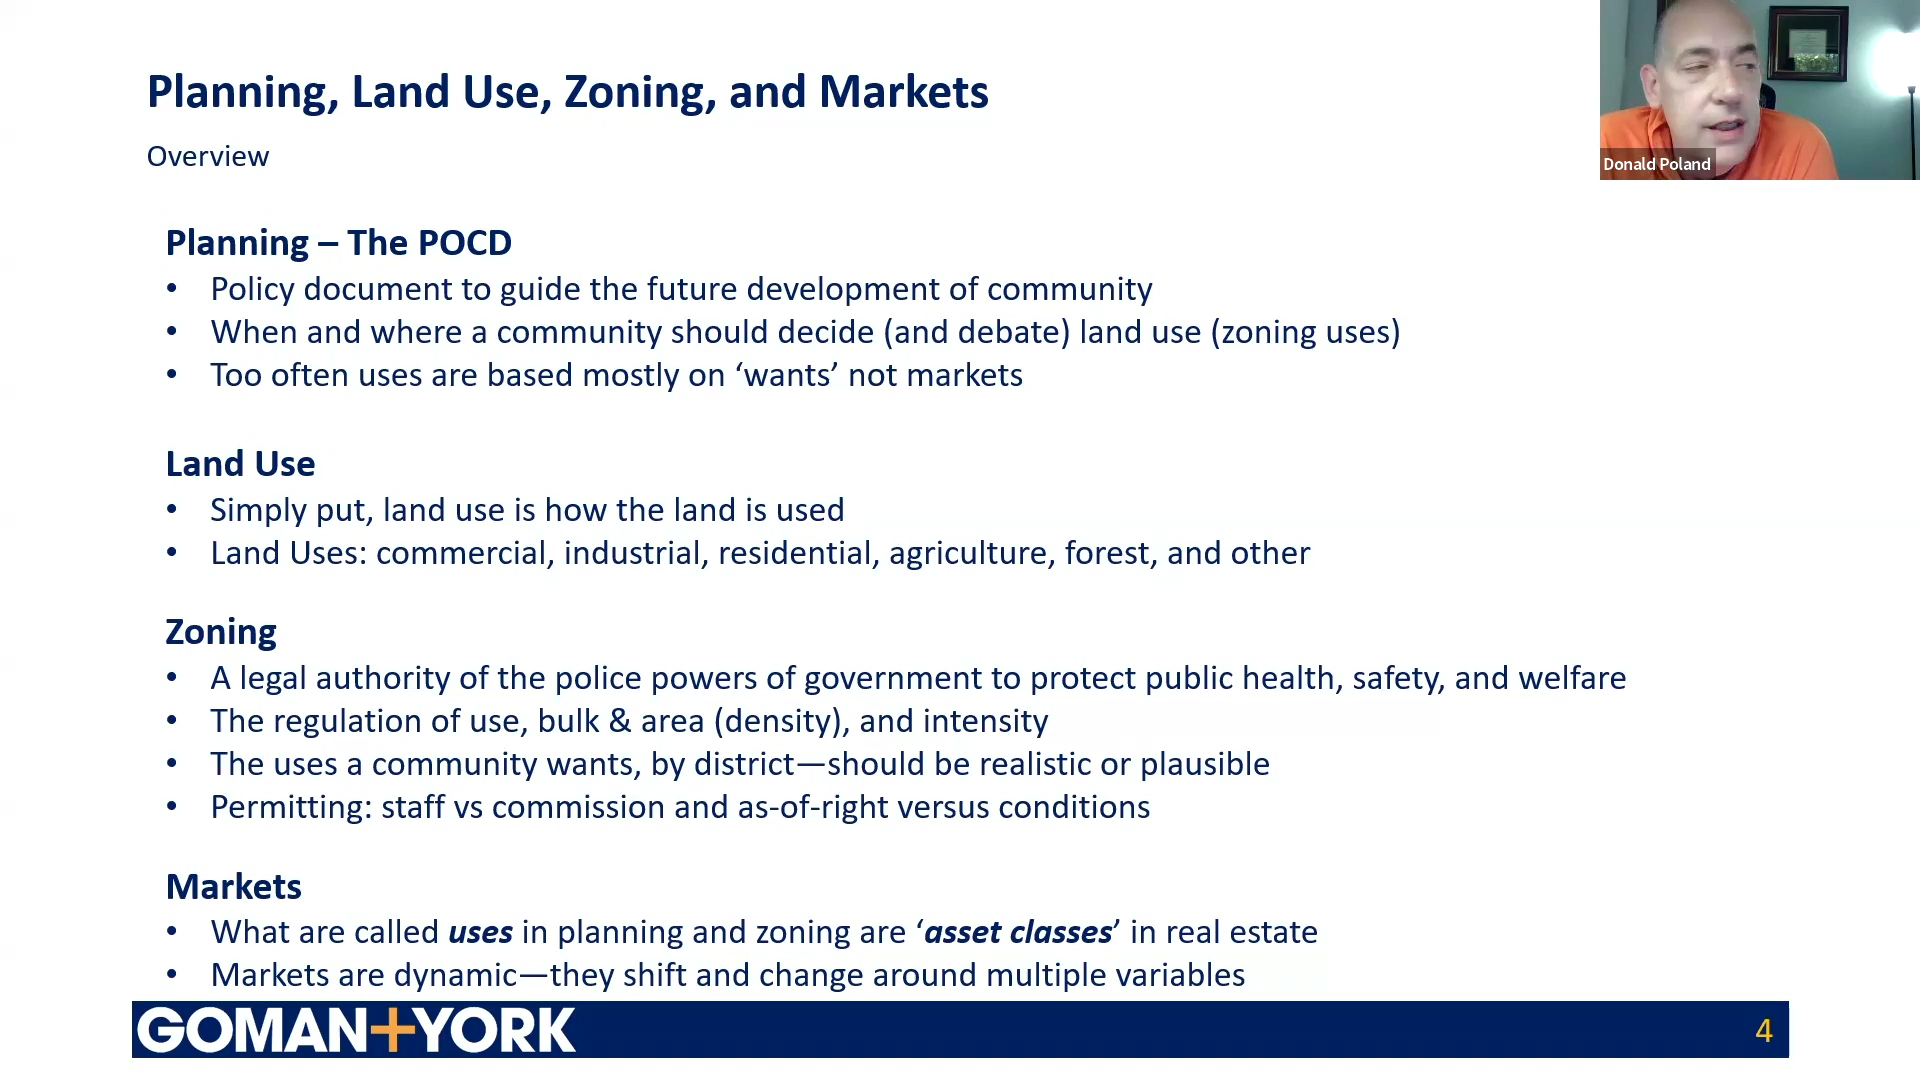 Planning, Land Use, Zoning, and Markets
Overview
Donald Poland
Planning – The POCD
• Policy document to guide the future development of community
• When and where a community should decide (and debate) land use (zoning uses)
• Too often uses are based mostly on ‘wants’ not markets
Land Use
• Simply put, land use is how the land is used
• Land Uses: commercial, industrial, residential, agriculture, forest, and other
Zoning
• A legal authority of the police powers of government to protect public health, safety, and welfare
• The regulation of use, bulk & area (density), and intensity
• The uses a community wants, by district—should be realistic or plausible
• Permitting: staff vs commission and as-of-right versus conditions
Markets
• What are called uses in planning and zoning are ‘asset classes’ in real estate
• Markets are dynamic—they shift and change around multiple variables
GOMAN+YORK
4